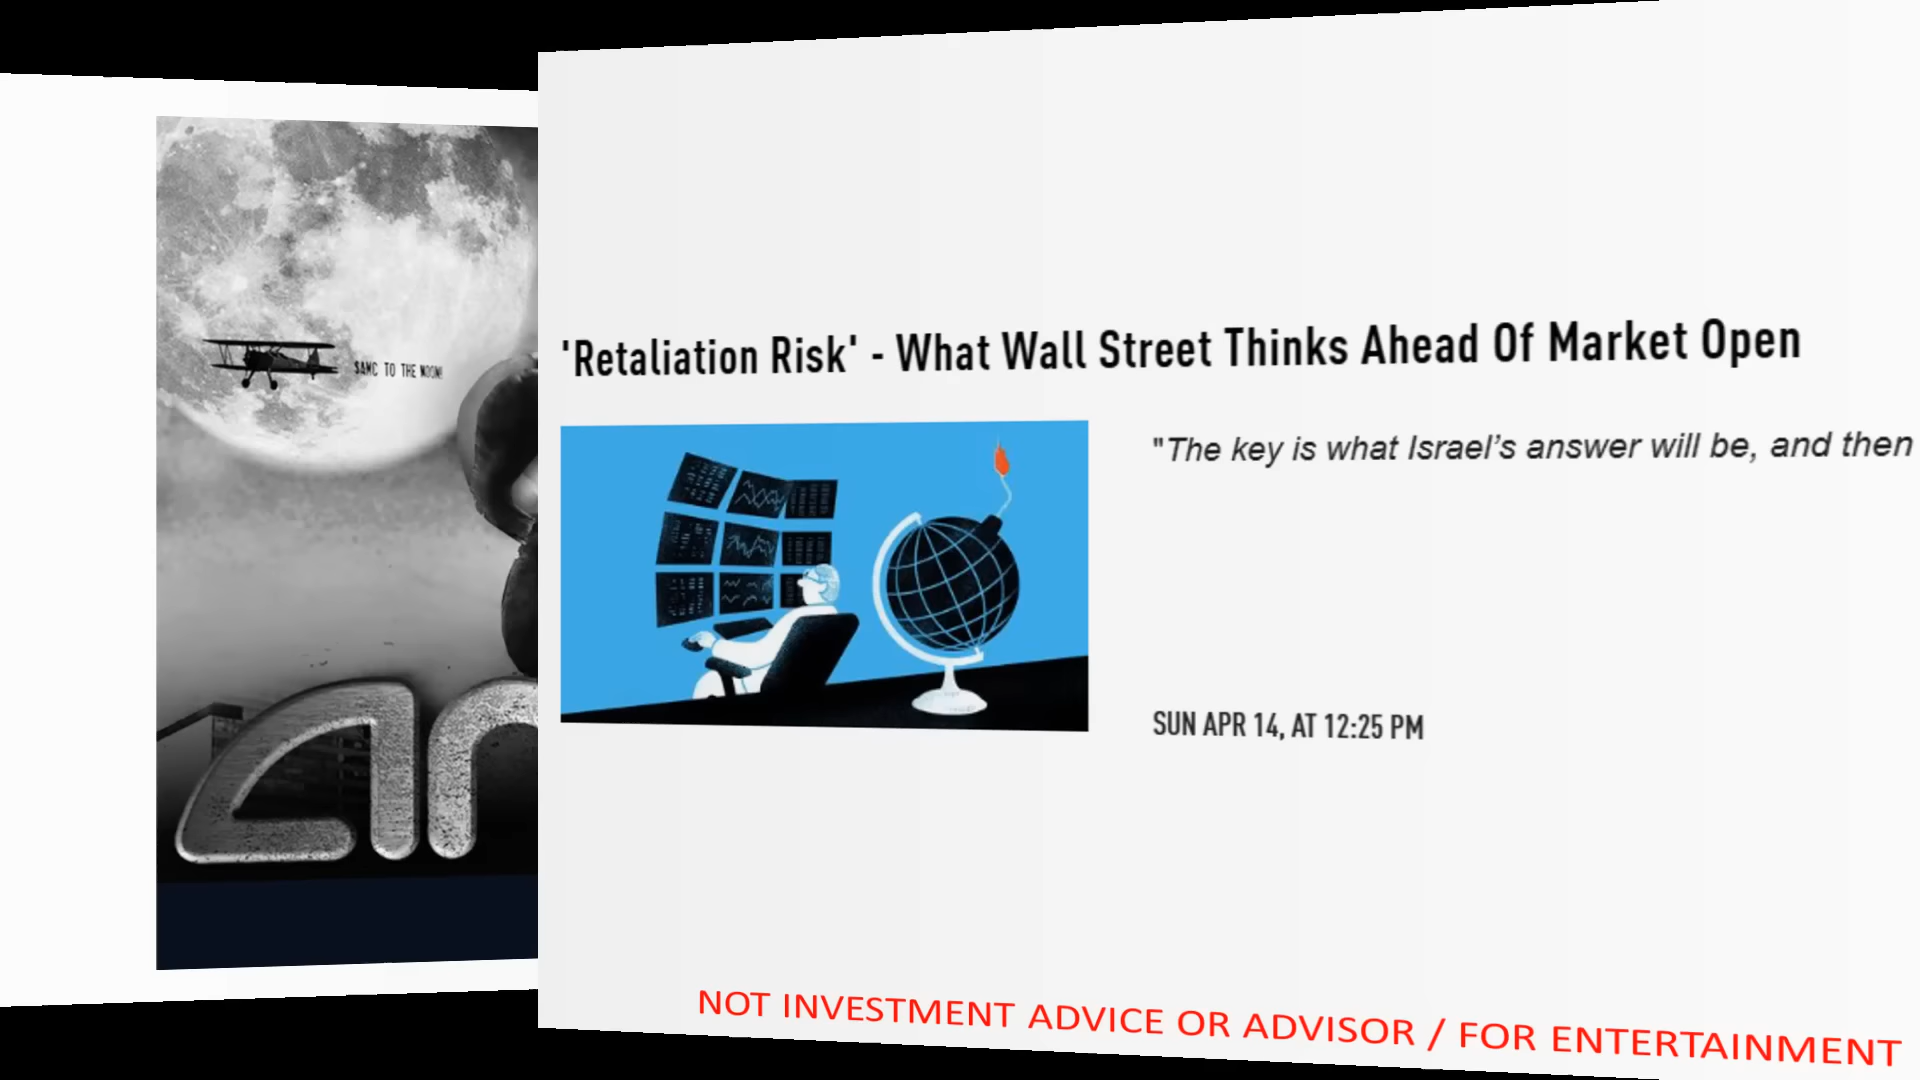 $AMC TO THE MOON!
'Retaliation Risk' - What Wall Street Thinks Ahead Of Market Open
"The key is what Israel's answer will be, and then
SUN APR 14, AT 12:25 PM
NOT INVESTMENT ADVICE OR ADVISOR / FOR ENTERTAINMENT